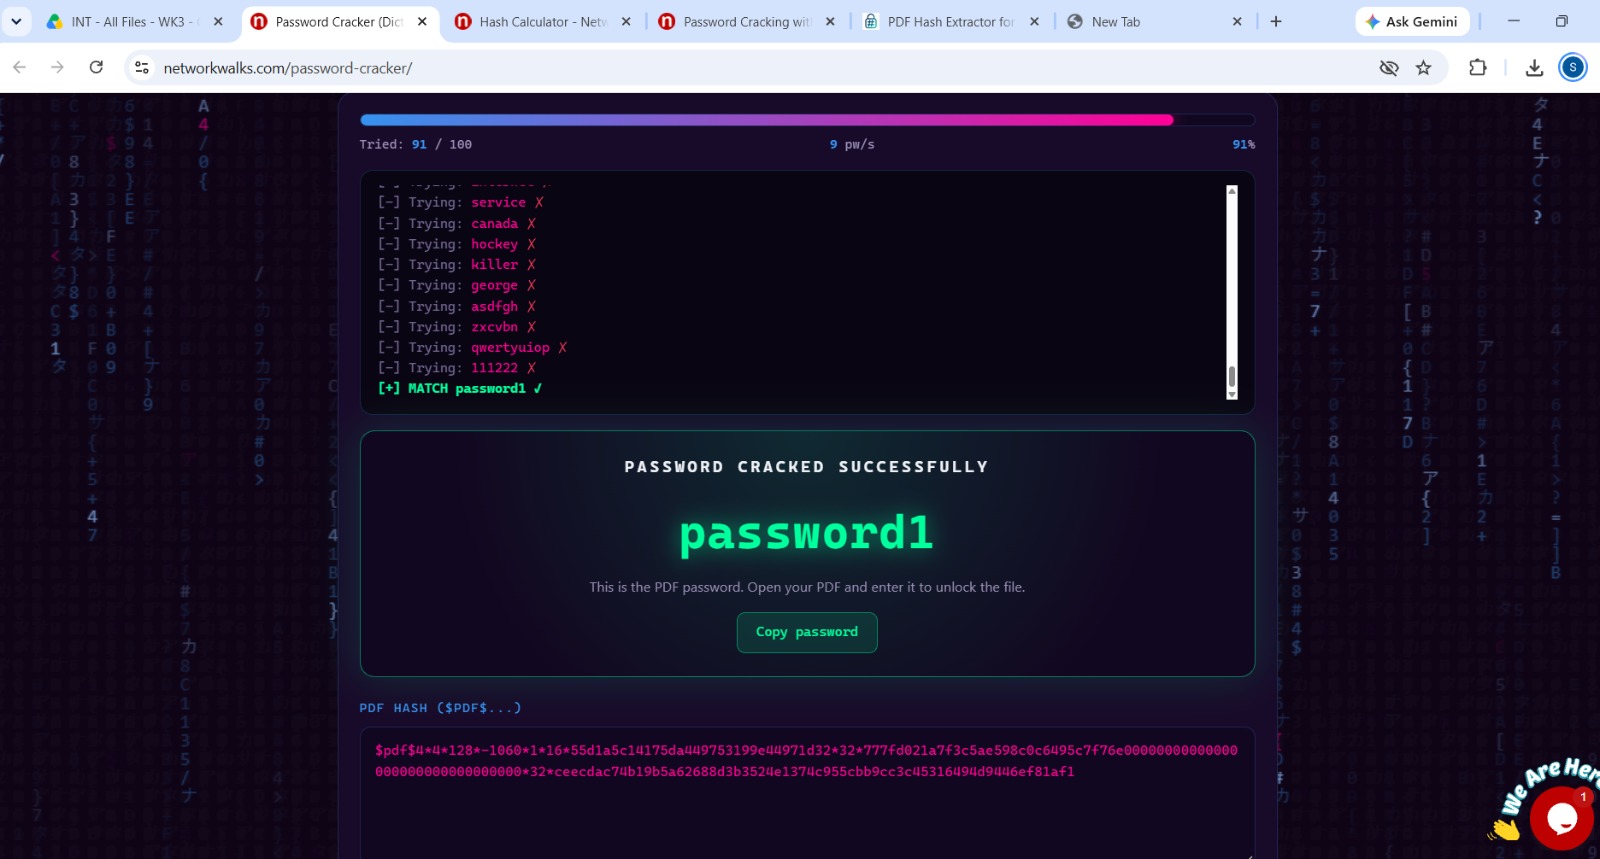 INT - All Files - WK3 -
Password Cracker (Dict
Hash Calculator - Netw
Password Cracking wit
PDF Hash Extractor for
New Tab
Ask Gemini
networkwalks.com/password-cracker/
S
Tried: 91 / 100
9 pw/s
91%
[-] Trying: service ✗
[-] Trying: canada ✗
[-] Trying: hockey ✗
[-] Trying: killer ✗
[-] Trying: george ✗
[-] Trying: asdfgh ✗
[-] Trying: zxcvbn ✗
[-] Trying: qwertyuiop ✗
[-] Trying: 111222 ✗
[+] MATCH password1 ✓
PASSWORD CRACKED SUCCESSFULLY
password1
This is the PDF password. Open your PDF and enter it to unlock the file.
Copy password
PDF HASH ($PDF$...)
$pdf$4*4*128*-1060*1*16*55d1a5c14175da449753199e44971d32*32*777fd021a7f3c5ae598c0c6495c7f76e00000000000000
000000000000000000*32*ceecdac74b19b5a62688d3b3524e1374c955cbb9cc3c45316494d9446ef81af1
We Are Here
1